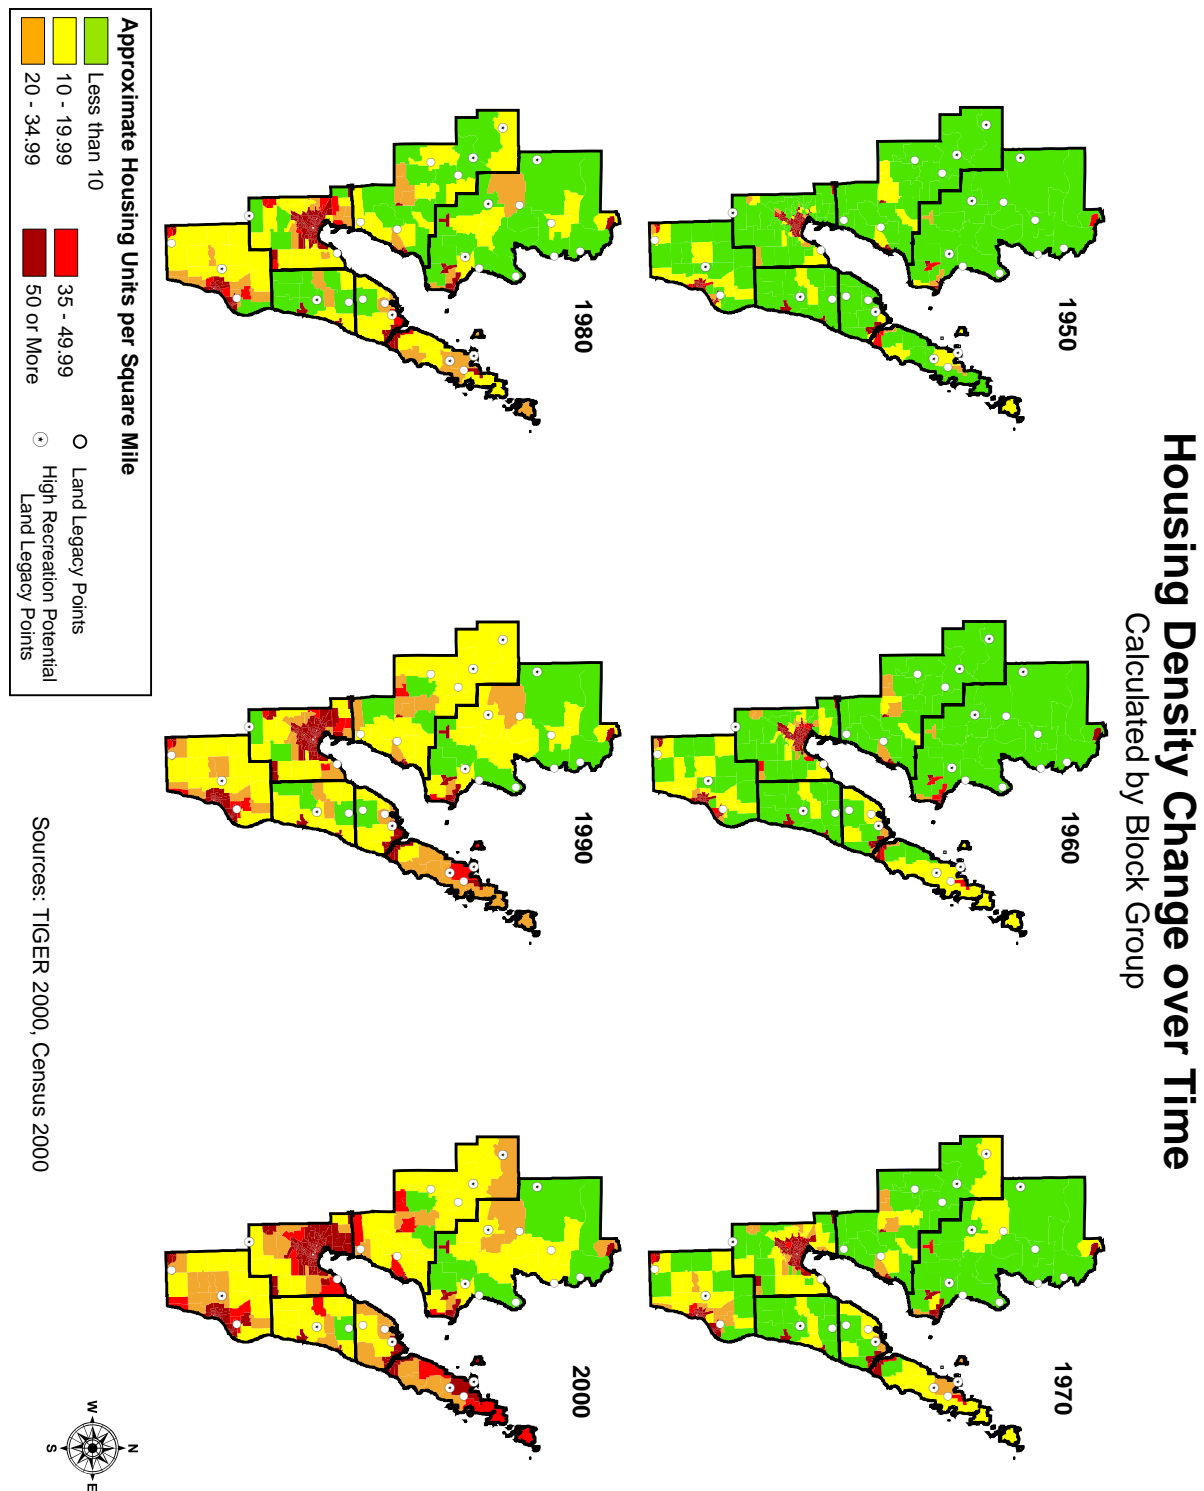 Housing Density Change over Time
Calculated by Block Group
1950
1960
1970
1980
1990
2000
Approximate Housing Units per Square Mile
Less than 10
10 - 19.99
20 - 34.99
35 - 49.99
50 or More
Land Legacy Points
High Recreation Potential
Land Legacy Points
Sources: TIGER 2000, Census 2000
N
W
E
S